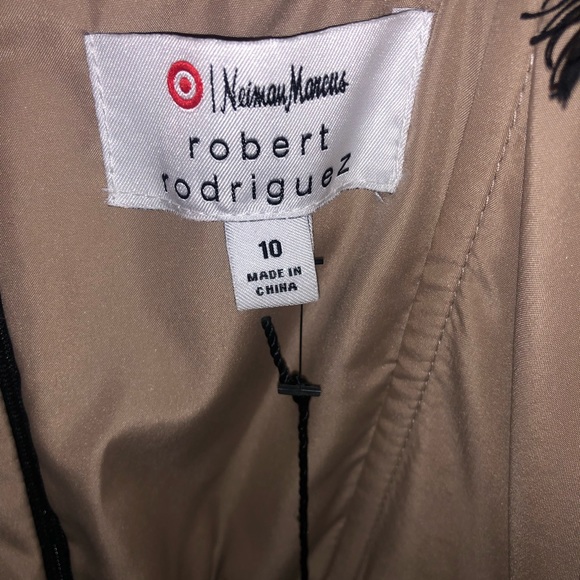 | Neiman Marcus
robert
rodriguez
10
MADE IN
CHINA